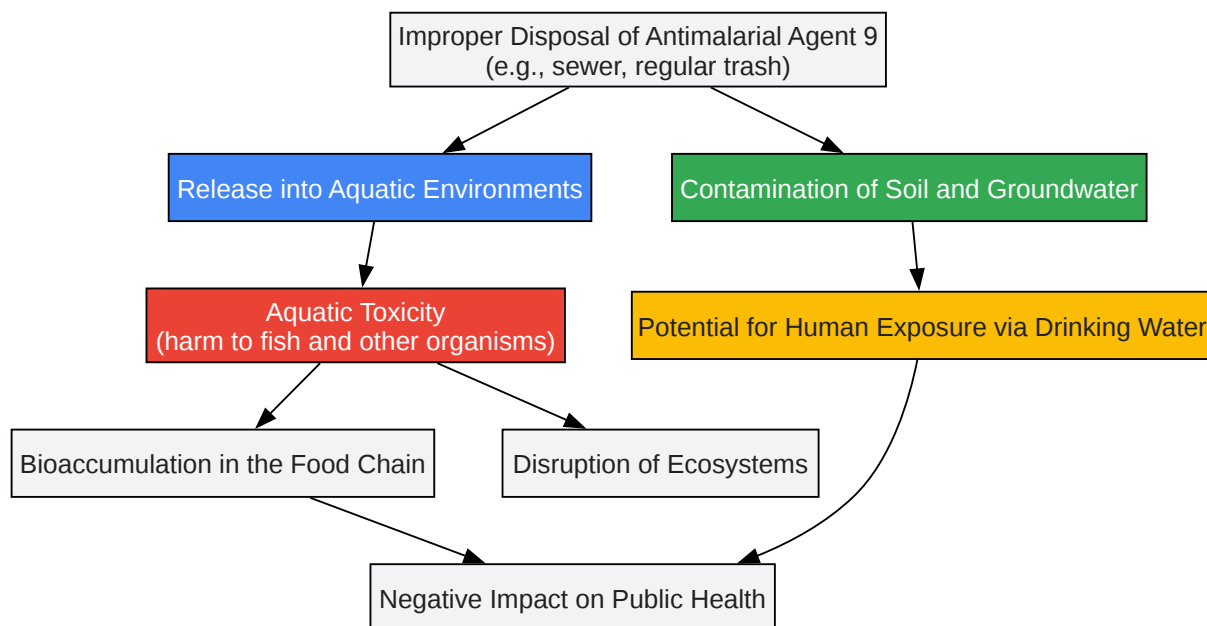 Improper Disposal of Antimalarial Agent 9
(e.g., sewer, regular trash)
Release into Aquatic Environments
Contamination of Soil and Groundwater
Aquatic Toxicity
(harm to fish and other organisms)
Potential for Human Exposure via Drinking Water
Bioaccumulation in the Food Chain
Disruption of Ecosystems
Negative Impact on Public Health